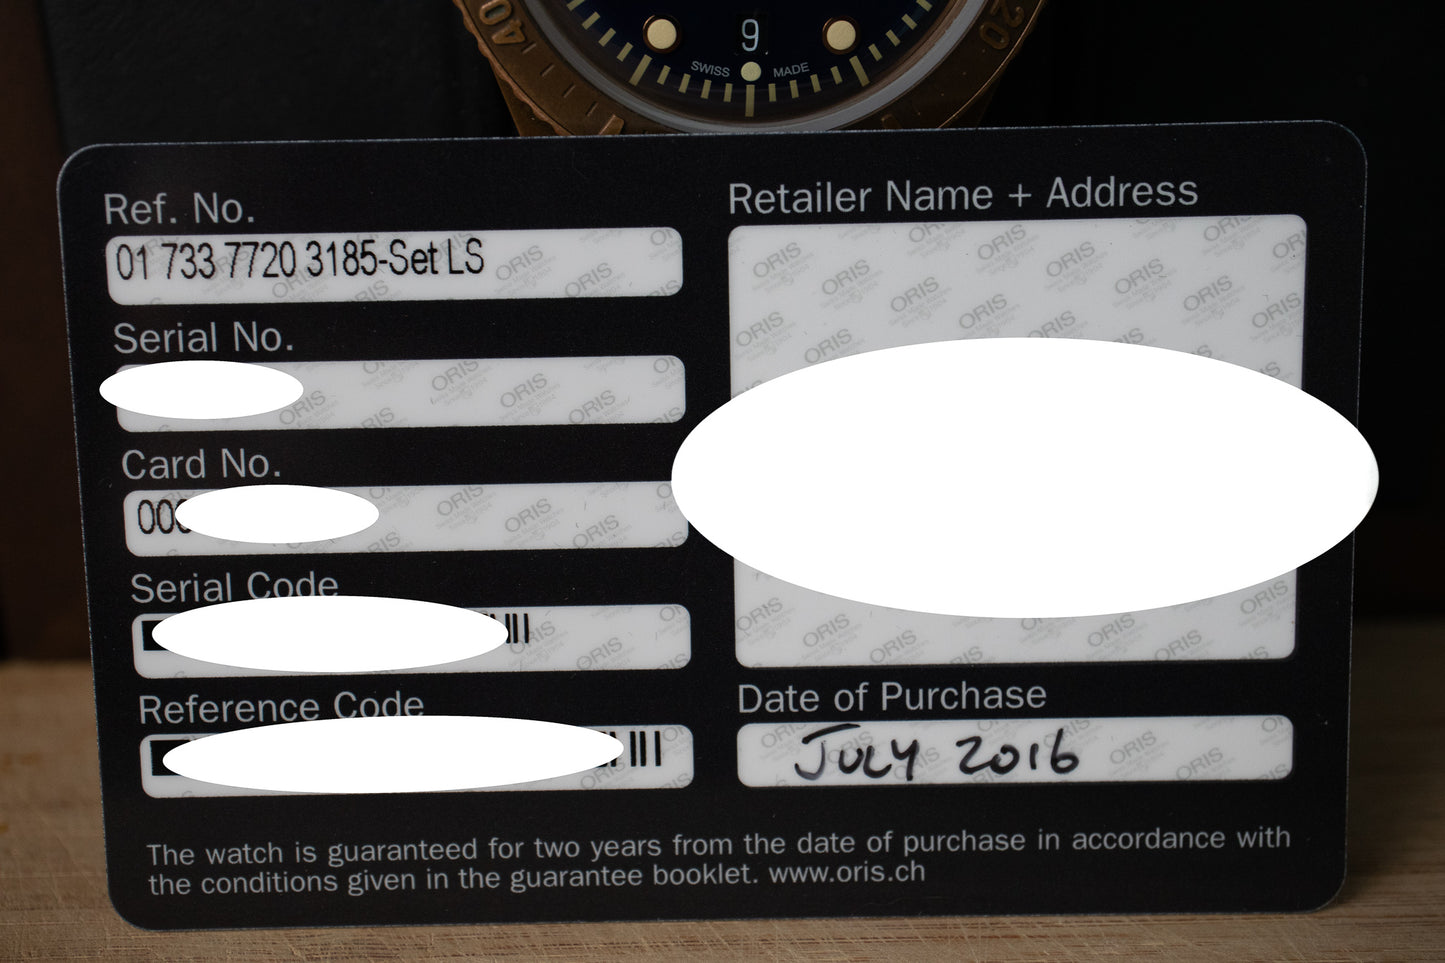 40
20
9
SWISS MADE
Ref. No.
01 733 7720 3185-Set LS
Serial No.
Card No.
000
Serial Code
Reference Code
Retailer Name + Address
ORIS
Date of Purchase
JULY 2016
The watch is guaranteed for two years from the date of purchase in accordance with
the conditions given in the guarantee booklet. www.oris.ch